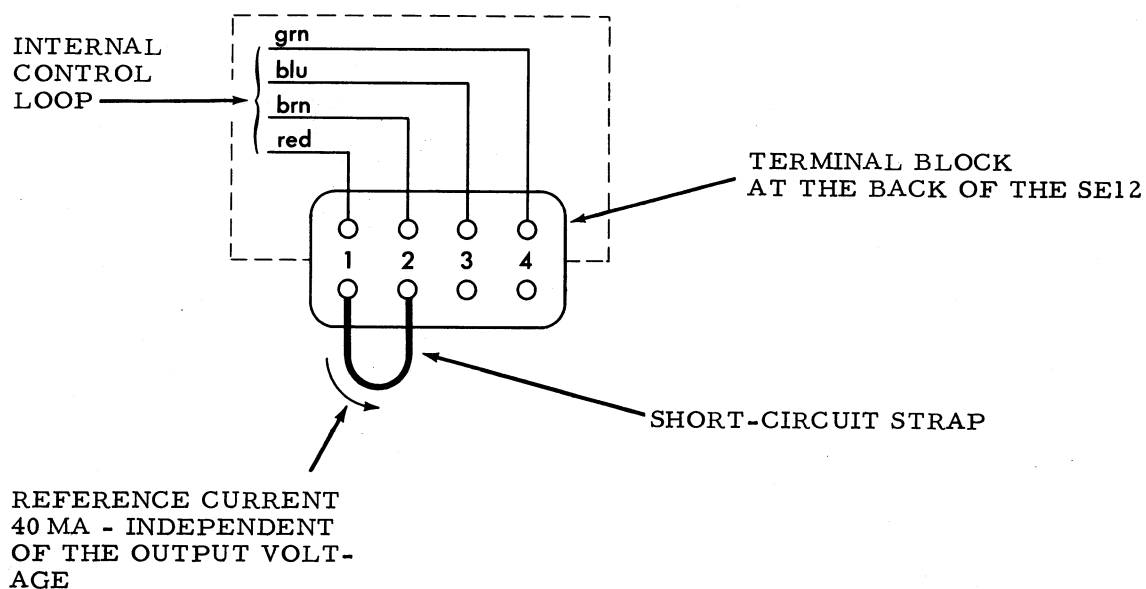 grn
INTERNAL
CONTROL
LOOP
blu
brn
red
TERMINAL BLOCK
AT THE BACK OF THE SE12
1 2 3 4
SHORT-CIRCUIT STRAP
REFERENCE CURRENT
40 MA - INDEPENDENT
OF THE OUTPUT VOLT-
AGE